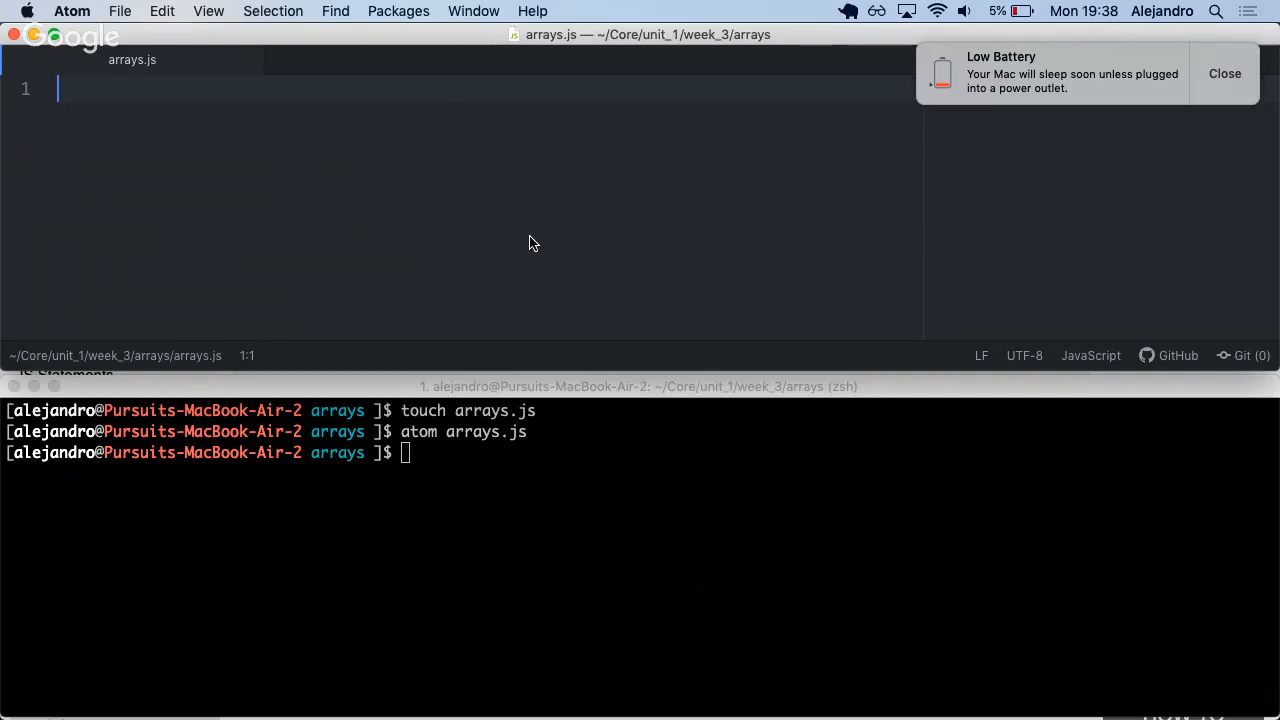 Atom File Edit View Selection Find Packages Window Help 5% Mon 19:38 Alejandro
Google
arrays.js — ~/Core/unit_1/week_3/arrays
arrays.js
Low Battery
Your Mac will sleep soon unless plugged
into a power outlet.
Close
1
~/Core/unit_1/week_3/arrays/arrays.js 1:1 LF UTF-8 JavaScript GitHub Git (0)
JS Statements
1. alejandro@Pursuits-MacBook-Air-2: ~/Core/unit_1/week_3/arrays (zsh)
[alejandro@Pursuits-MacBook-Air-2 arrays ]$ touch arrays.js
[alejandro@Pursuits-MacBook-Air-2 arrays ]$ atom arrays.js
[alejandro@Pursuits-MacBook-Air-2 arrays ]$